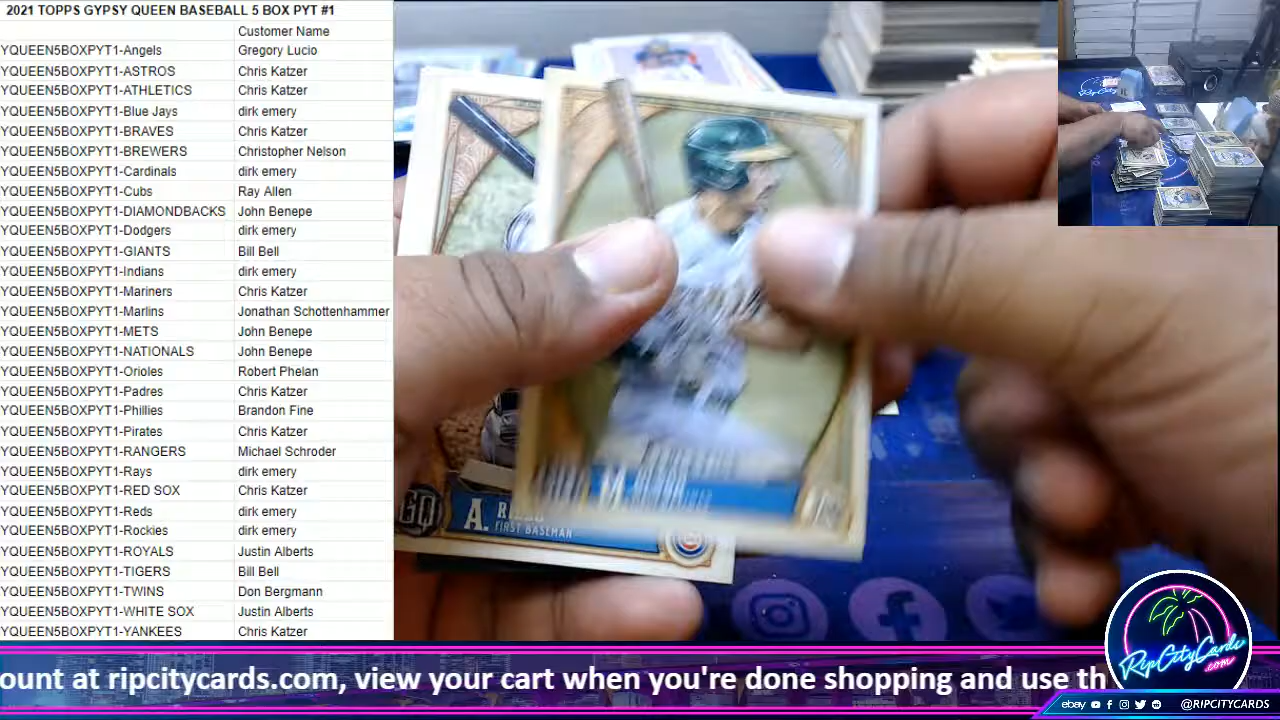 2021 TOPPS GYPSY QUEEN BASEBALL 5 BOX PYT #1
Customer Name
YQUEEN5BOXPYT1-Angels Gregory Lucio
YQUEEN5BOXPYT1-ASTROS Chris Katzer
YQUEEN5BOXPYT1-ATHLETICS Chris Katzer
YQUEEN5BOXPYT1-Blue Jays dirk emery
YQUEEN5BOXPYT1-BRAVES Chris Katzer
YQUEEN5BOXPYT1-BREWERS Christopher Nelson
YQUEEN5BOXPYT1-Cardinals dirk emery
YQUEEN5BOXPYT1-Cubs Ray Allen
YQUEEN5BOXPYT1-DIAMONDBACKS John Benepe
YQUEEN5BOXPYT1-Dodgers dirk emery
YQUEEN5BOXPYT1-GIANTS Bill Bell
YQUEEN5BOXPYT1-Indians dirk emery
YQUEEN5BOXPYT1-Mariners Chris Katzer
YQUEEN5BOXPYT1-Marlins Jonathan Schottenhammer
YQUEEN5BOXPYT1-METS John Benepe
YQUEEN5BOXPYT1-NATIONALS John Benepe
YQUEEN5BOXPYT1-Orioles Robert Phelan
YQUEEN5BOXPYT1-Padres Chris Katzer
YQUEEN5BOXPYT1-Phillies Brandon Fine
YQUEEN5BOXPYT1-Pirates Chris Katzer
YQUEEN5BOXPYT1-RANGERS Michael Schroder
YQUEEN5BOXPYT1-Rays dirk emery
YQUEEN5BOXPYT1-RED SOX Chris Katzer
YQUEEN5BOXPYT1-Reds dirk emery
YQUEEN5BOXPYT1-Rockies dirk emery
YQUEEN5BOXPYT1-ROYALS Justin Alberts
YQUEEN5BOXPYT1-TIGERS Bill Bell
YQUEEN5BOXPYT1-TWINS Don Bergmann
YQUEEN5BOXPYT1-WHITE SOX Justin Alberts
YQUEEN5BOXPYT1-YANKEES Chris Katzer
GQ A.
FIRST BASEMAN
ount at ripcitycards.com, view your cart when you're done shopping and use th
RipCityCards
.com
ebay @RIPCITYCARDS